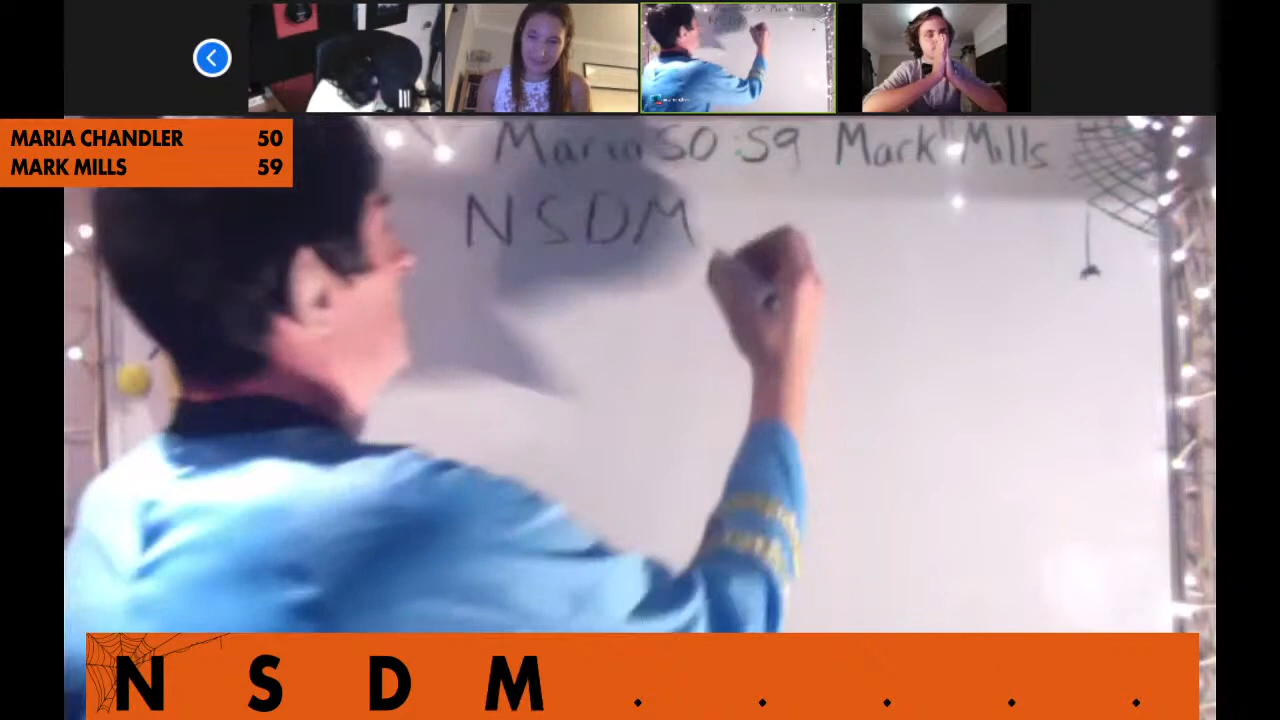 MARIA CHANDLER 50
MARK MILLS 59
Maria 50:59 Mark Mills
NSDM
N S D M . . . . .